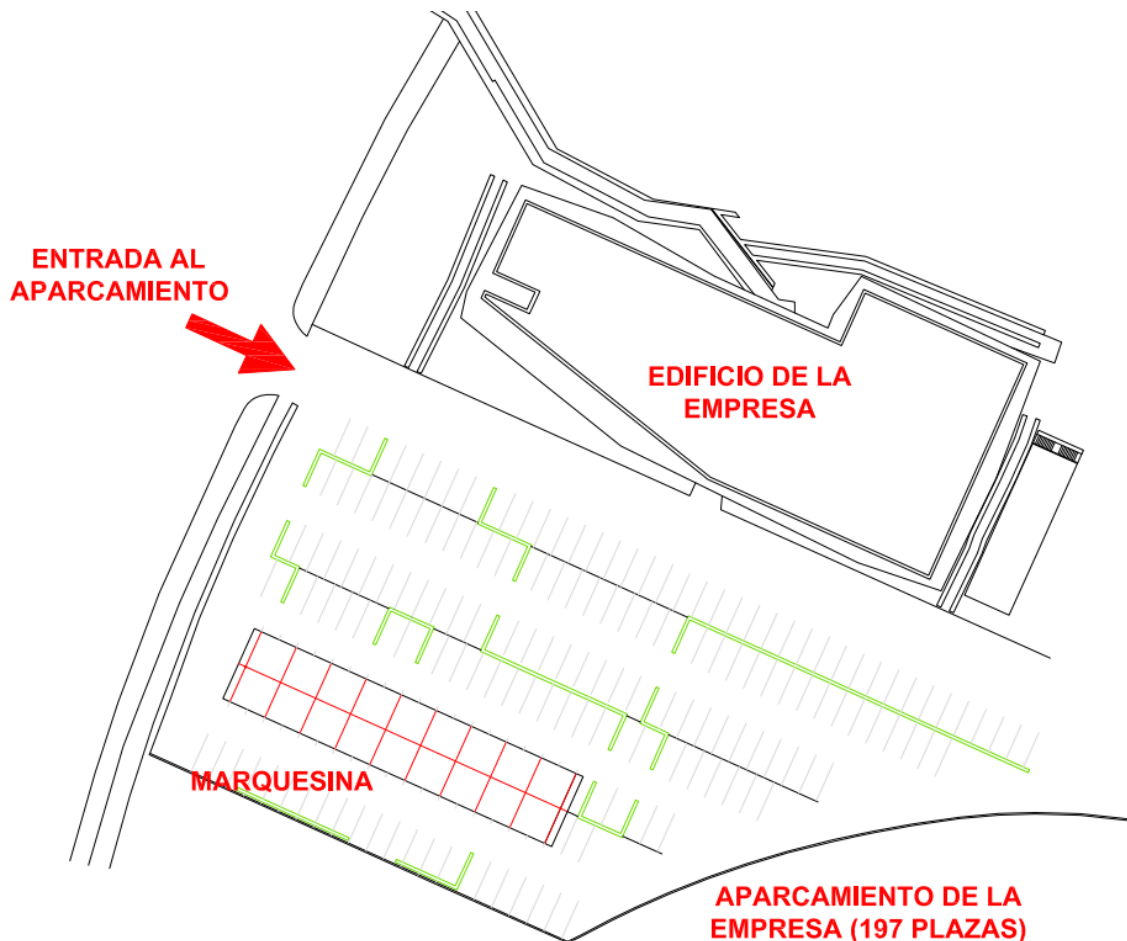 ENTRADA AL
APARCAMIENTO
EDIFICIO DE LA
EMPRESA
MARQUESINA
APARCAMIENTO DE LA
EMPRESA (197 PLAZAS)